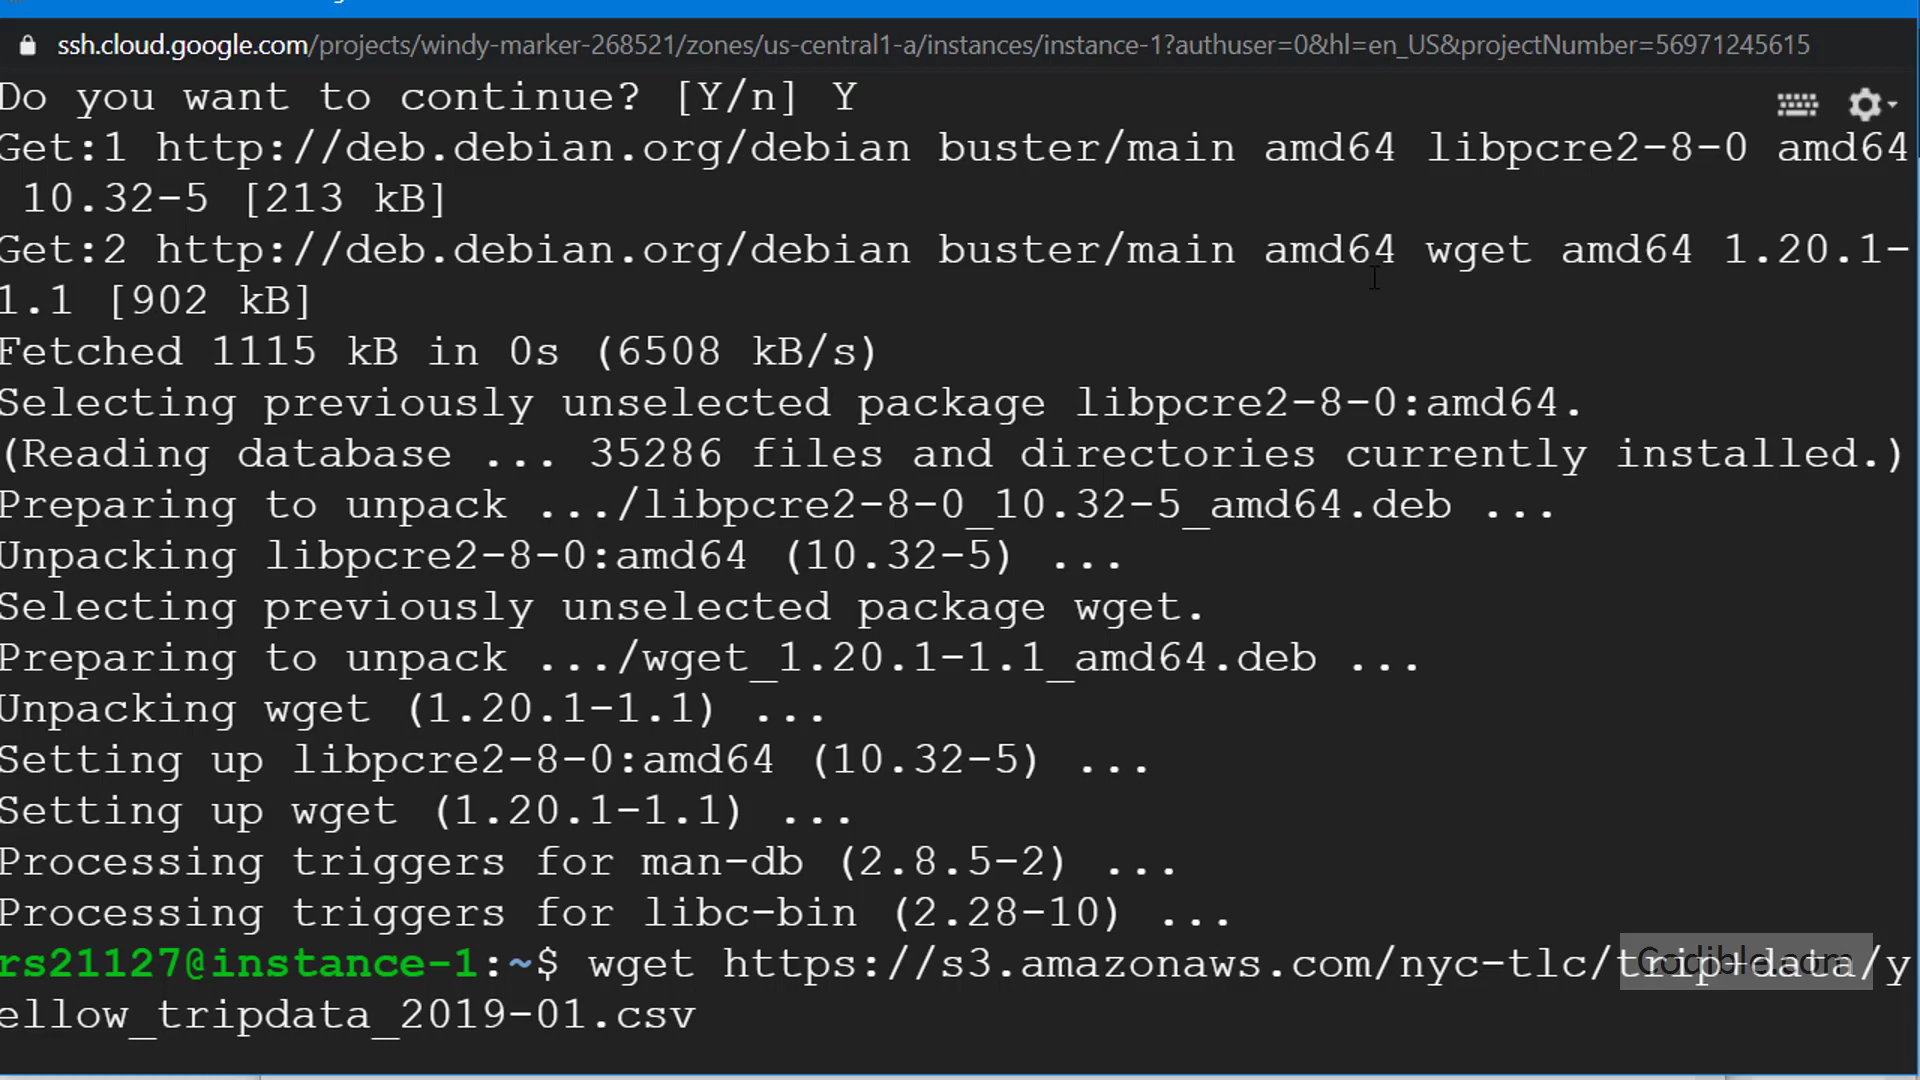 ssh.cloud.google.com/projects/windy-marker-268521/zones/us-central1-a/instances/instance-1?authuser=0&hl=en_US&projectNumber=56971245615
Do you want to continue? [Y/n] Y
Get:1 http://deb.debian.org/debian buster/main amd64 libpcre2-8-0 amd64
10.32-5 [213 kB]
Get:2 http://deb.debian.org/debian buster/main amd64 wget amd64 1.20.1-
1.1 [902 kB]
Fetched 1115 kB in 0s (6508 kB/s)
Selecting previously unselected package libpcre2-8-0:amd64.
(Reading database ... 35286 files and directories currently installed.)
Preparing to unpack .../libpcre2-8-0_10.32-5_amd64.deb ...
Unpacking libpcre2-8-0:amd64 (10.32-5) ...
Selecting previously unselected package wget.
Preparing to unpack .../wget_1.20.1-1.1_amd64.deb ...
Unpacking wget (1.20.1-1.1) ...
Setting up libpcre2-8-0:amd64 (10.32-5) ...
Setting up wget (1.20.1-1.1) ...
Processing triggers for man-db (2.8.5-2) ...
Processing triggers for libc-bin (2.28-10) ...
rs21127@instance-1:~$ wget https://s3.amazonaws.com/nyc-tlc/trip+data/y
ellow_tripdata_2019-01.csv
Codible.com